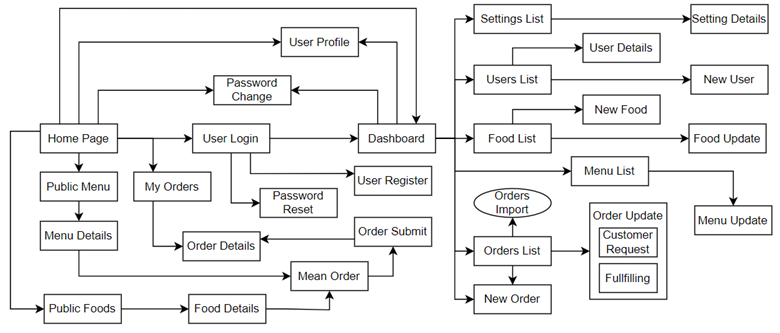 Settings List
Setting Details
User Profile
User Details
Users List
New User
Password
Change
New Food
Home Page
User Login
Dashboard
Food List
Food Update
Menu List
Public Menu
My Orders
User Register
Password
Reset
Orders
Import
Order Update
Menu Update
Customer
Request
Menu Details
Order Details
Order Submit
Orders List
Mean Order
Fullfilling
Public Foods
Food Details
New Order